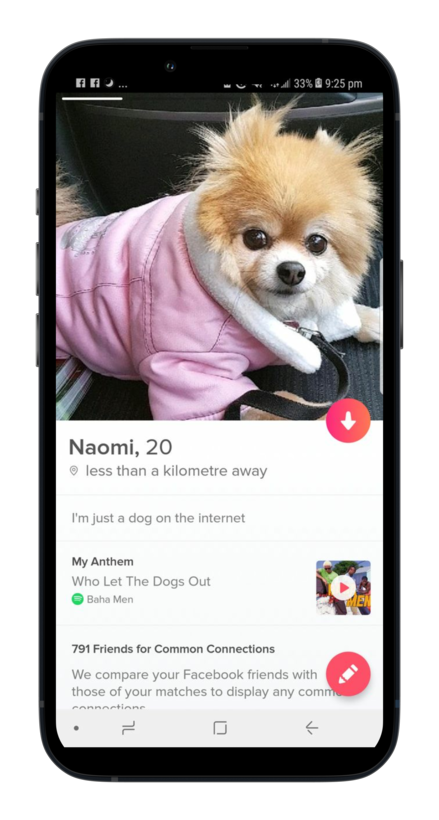 33% 9:25 pm
Naomi, 20
less than a kilometre away
I'm just a dog on the internet
My Anthem
Who Let The Dogs Out
Baha Men
MEN
791 Friends for Common Connections
We compare your Facebook friends with
those of your matches to display any comm
connections